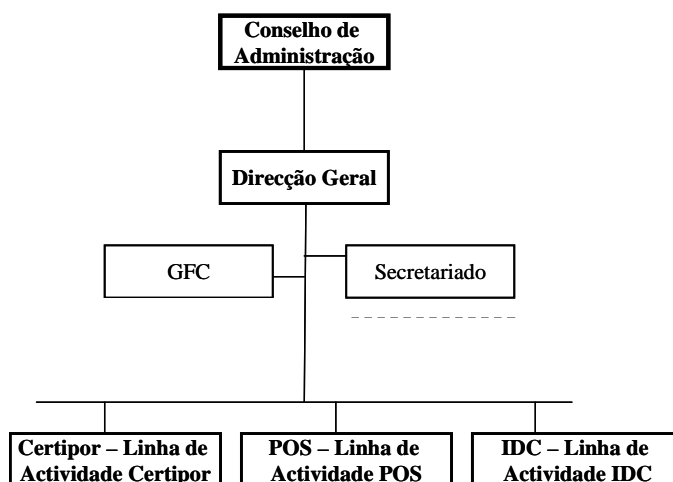 Conselho de
Administração
Direcção Geral
GFC
Secretariado
Certipor – Linha de
Actividade Certipor
POS – Linha de
Actividade POS
IDC – Linha de
Actividade IDC